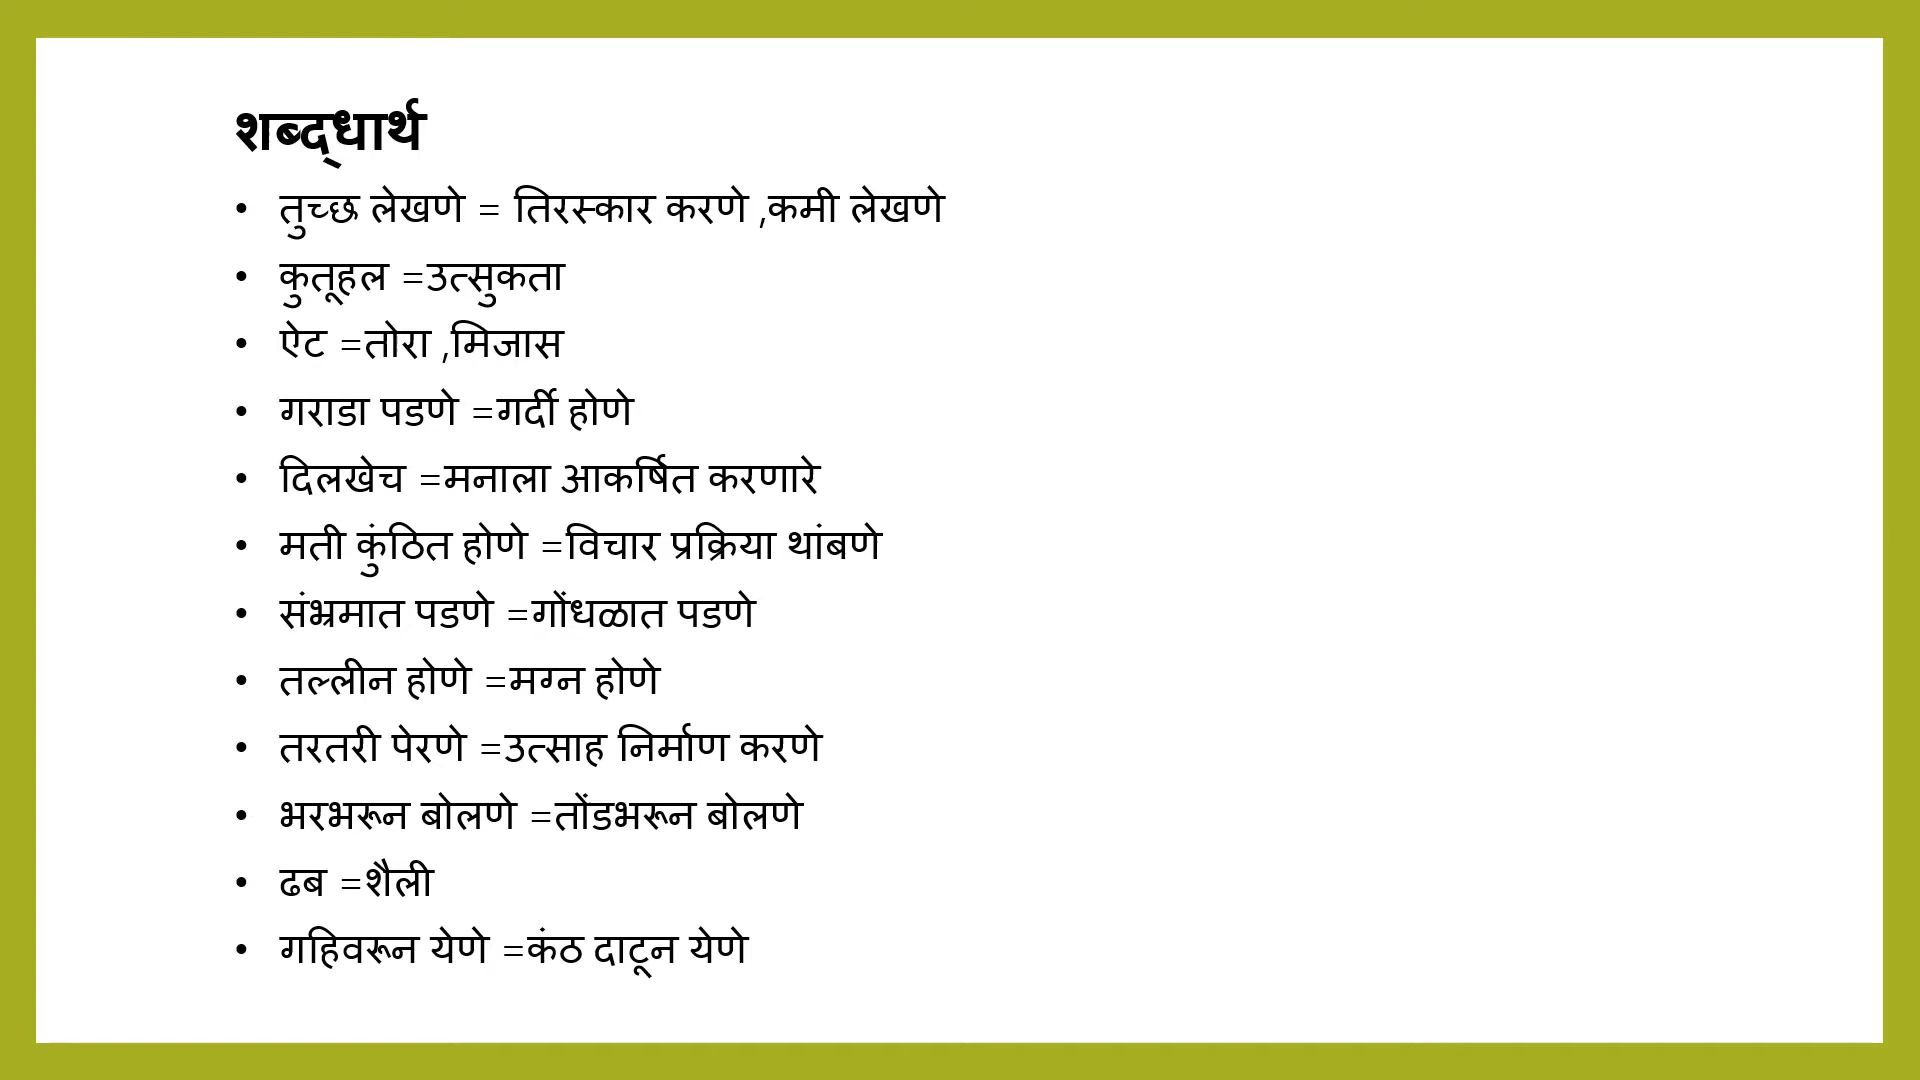 शब्द्धार्थ
• तुच्छ लेखणे = तिरस्कार करणे ,कमी लेखणे
• कुतूहल =उत्सुकता
• ऐट =तोरा ,मिजास
• गराडा पडणे =गर्दी होणे
• दिलखेच =मनाला आकर्षित करणारे
• मती कुंठित होणे =विचार प्रक्रिया थांबणे
• संभ्रमात पडणे =गोंधळात पडणे
• तल्लीन होणे =मग्न होणे
• तरतरी पेरणे =उत्साह निर्माण करणे
• भरभरून बोलणे =तोंडभरून बोलणे
• ढब =शैली
• गहिवरून येणे =कंठ दाटून येणे